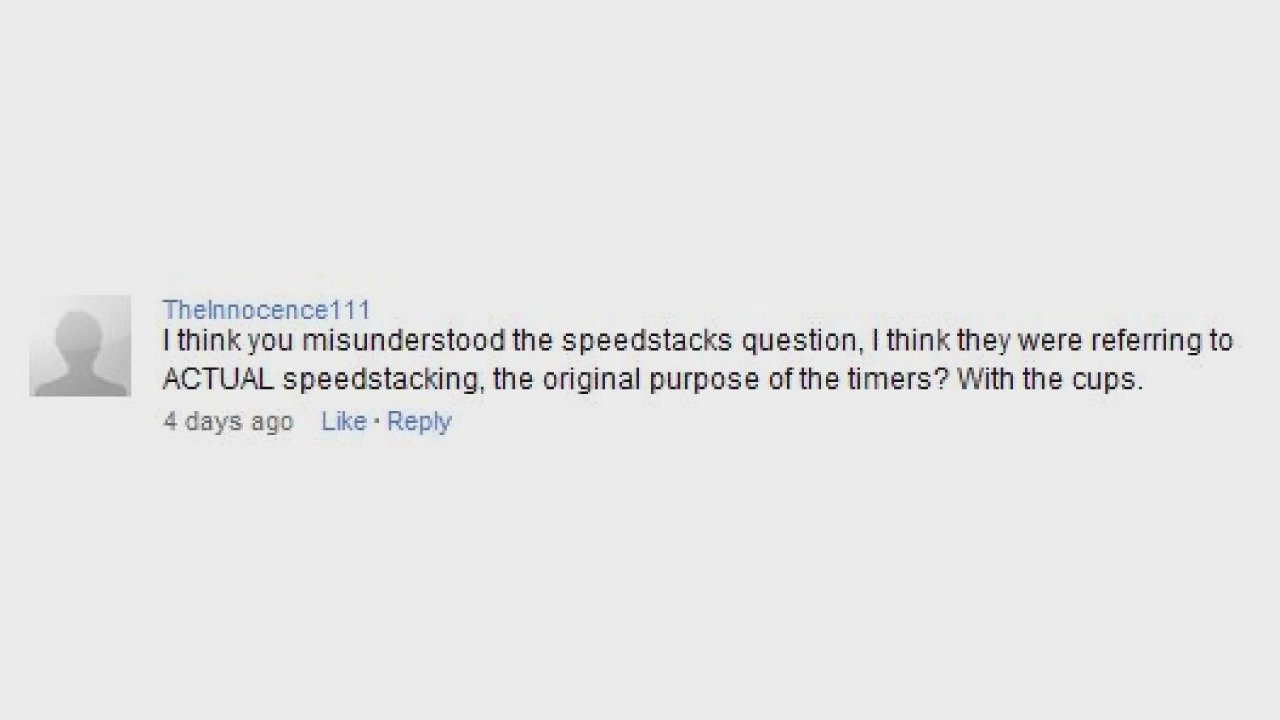 TheInnocence111
I think you misunderstood the speedstacks question, I think they were referring to
ACTUAL speedstacking, the original purpose of the timers? With the cups.
4 days ago Like · Reply